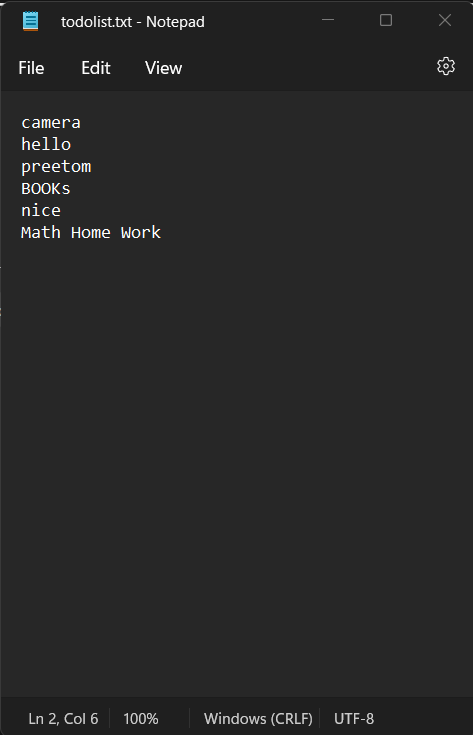 todolist.txt - Notepad
File Edit View
camera
hello
preetom
BOOKs
nice
Math Home Work
Ln 2, Col 6 100% Windows (CRLF) UTF-8